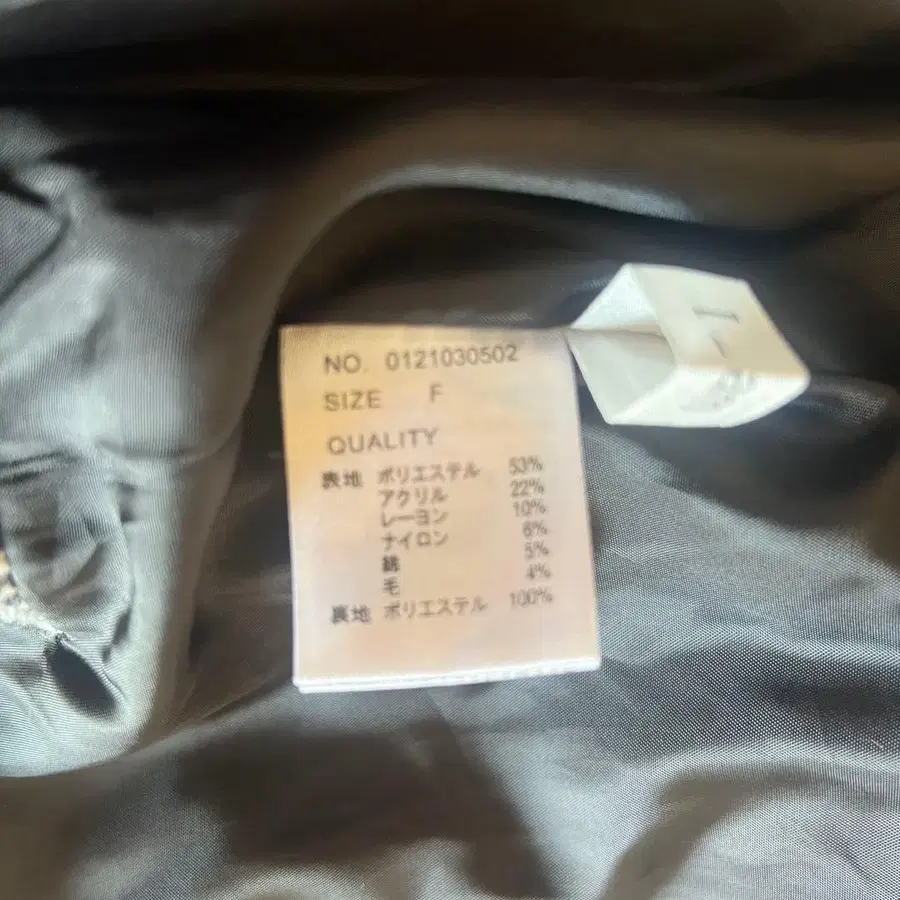 NO. 0121030502
SIZE F
QUALITY
表地 ポリエステル 53%
アクリル 22%
レーヨン 10%
ナイロン 6%
綿 5%
毛 4%
裏地 ポリエステル 100%